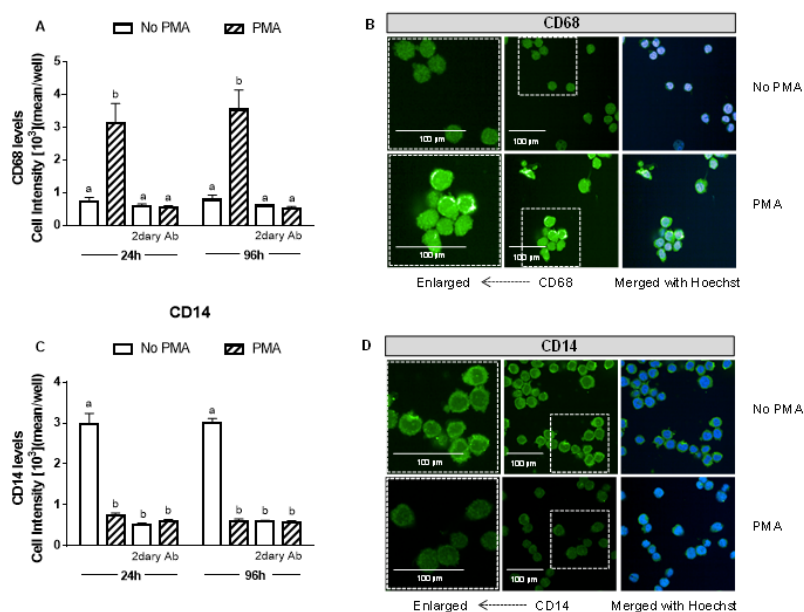 A
No PMA
PMA
CD68 levels
Cell Intensity [10³](mean/well)
5
4
3
2
1
0
a
b
a
a
a
b
a
a
2dary Ab
2dary Ab
24h
96h
B
CD68
100 µm
100 µm
No PMA
100 µm
100 µm
PMA
Enlarged
CD68
Merged with Hoechst
CD14
C
No PMA
PMA
CD14 levels
Cell Intensity [10³](mean/well)
4
3
2
1
0
a
b
b
b
a
b
b
b
2dary Ab
2dary Ab
24h
96h
D
CD14
100 µm
100 µm
No PMA
100 µm
100 µm
PMA
Enlarged
CD14
Merged with Hoechst